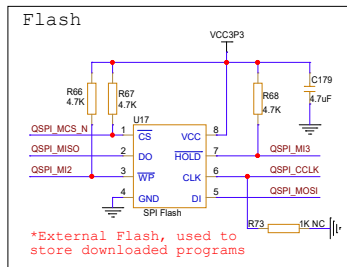 Flash
VCC3P3
R66
4.7K
R67
4.7K
R68
4.7K
C179
4.7uF
U17
QSPI_MCS_N 1 CS VCC 8
QSPI_MISO 2 DO HOLD 7 QSPI_MI3
QSPI_MI2 3 WP CLK 6 QSPI_CCLK
4 GND DI 5 QSPI_MOSI
SPI Flash
R73 1K NC
*External Flash, used to
store downloaded programs